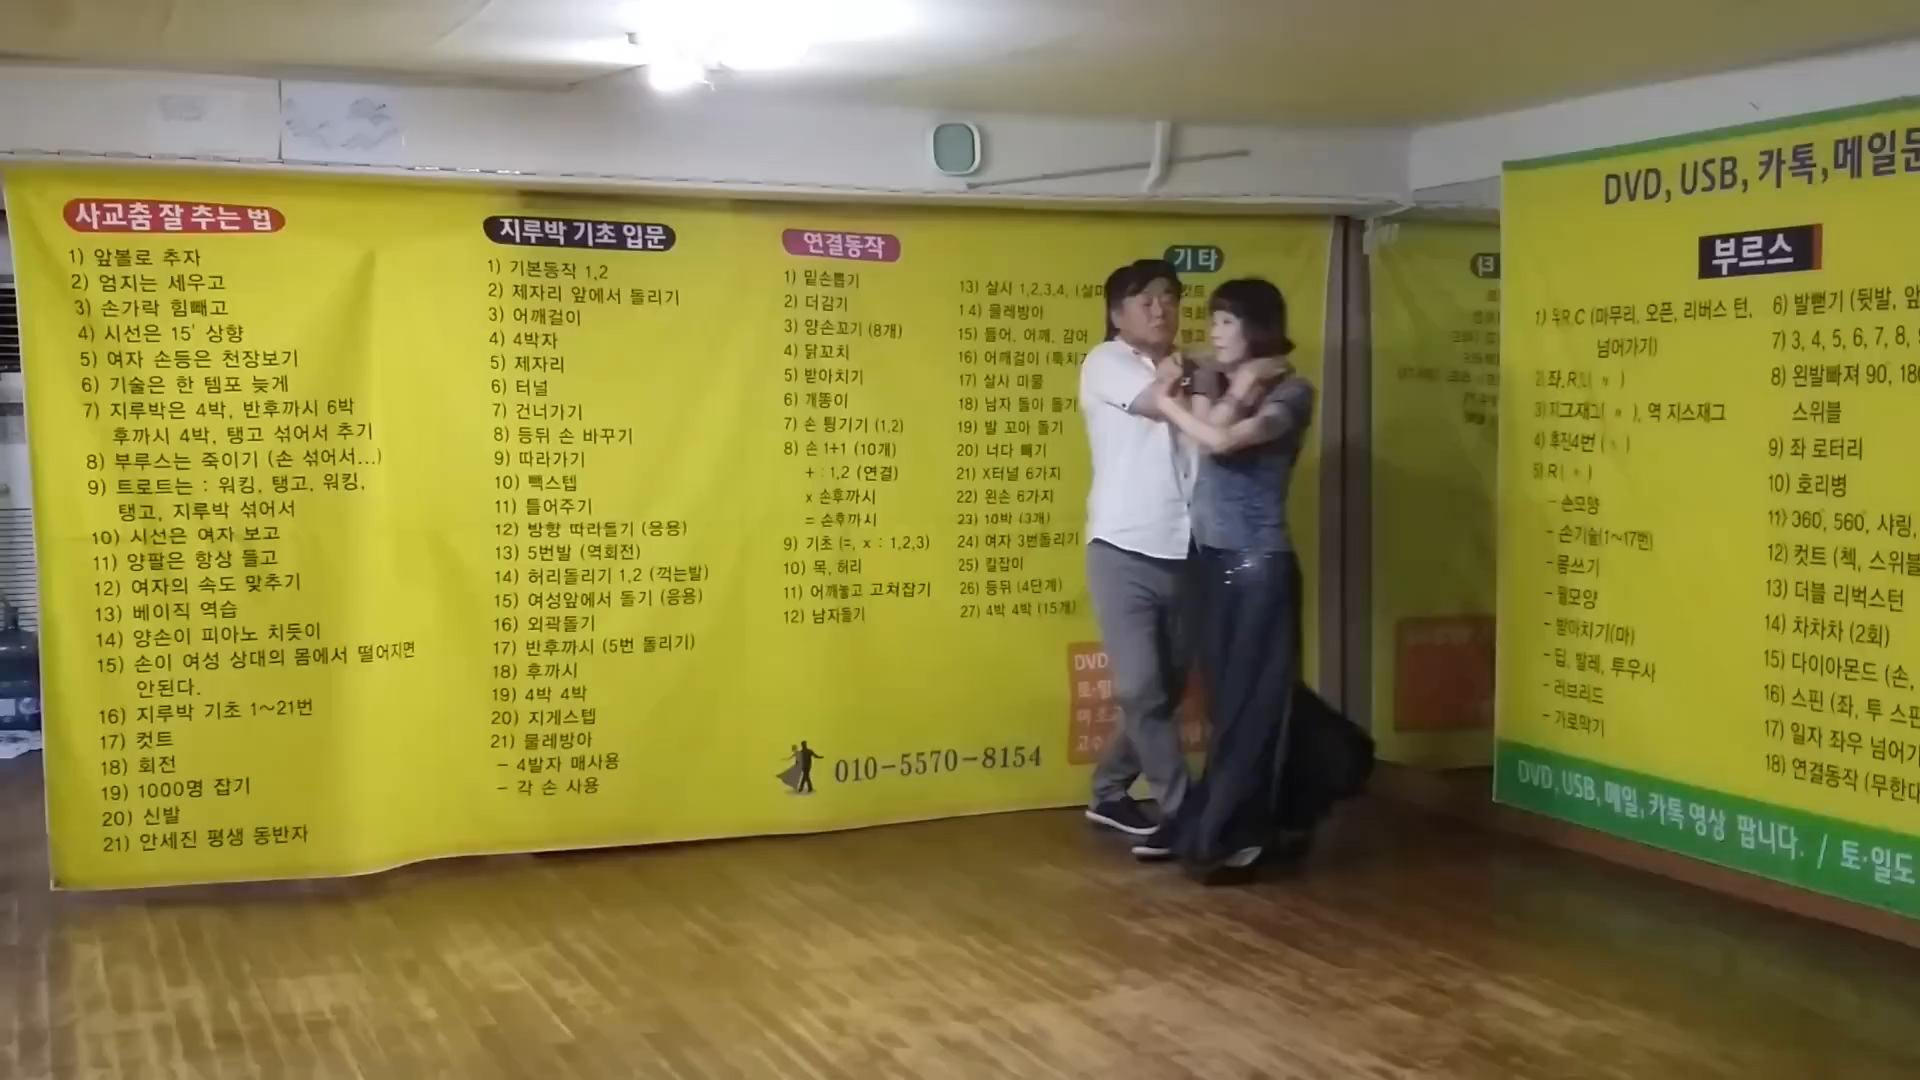 사교춤 잘 추는 법
1) 앞볼로 추자
2) 엄지는 세우고
3) 손가락 힘빼고
4) 시선은 15' 상향
5) 여자 손등은 천장보기
6) 기술은 한 템포 늦게
7) 지루박은 4박, 반후까시 6박
후까시 4박, 탱고 섞어서 추기
8) 부루스는 죽이기 (손 섞어서...)
9) 트로트는 : 워킹, 탱고, 워킹,
탱고, 지루박 섞어서
10) 시선은 여자 보고
11) 양팔은 항상 들고
12) 여자의 속도 맞추기
13) 베이직 역습
14) 양손이 피아노 치듯이
15) 손이 여성 상대의 몸에서 떨어지면
안된다.
16) 지루박 기초 1~21번
17) 컷트
18) 회전
19) 1000명 잡기
20) 신발
21) 안세진 평생 동반자
지루박 기초 입문
1) 기본동작 1,2
2) 제자리 앞에서 돌리기
3) 어깨걸이
4) 4박자
5) 제자리
6) 터널
7) 건너가기
8) 등뒤 손 바꾸기
9) 따라가기
10) 빽스텝
11) 틀어주기
12) 방향 따라돌기 (응용)
13) 5번발 (역회전)
14) 허리돌리기 1,2 (꺽는발)
15) 여성앞에서 돌기 (응용)
16) 외곽돌기
17) 반후까시 (5번 돌리기)
18) 후까시
19) 4박 4박
20) 지게스텝
21) 물레방아
- 4발자 매사용
- 각 손 사용
연결동작
1) 밑손뽑기
2) 더감기
3) 양손꼬기 (8개)
4) 닭꼬치
5) 받아치기
6) 개똥이
7) 손 튕기기 (1,2)
8) 손 1+1 (10개)
+ : 1,2 (연결)
x 손후까시
= 손후까시
9) 기초 (=, x : 1,2,3)
10) 목, 허리
11) 어깨놓고 고쳐잡기
12) 남자돌기
13) 살시 1,2,3,4,
14) 물레방아
15) 들어, 어깨, 감어
16) 어깨걸이
17) 살사 마물
18) 남자 돌아 돌기
19) 발 꼬아 돌기
20) 너다 빼기
21) X터널 6가지
22) 왼손 6가지
23) 10박 (3개)
24) 여자 3번돌리기
25) 칼잡이
26) 등뒤 (4단계)
27) 4박 4박 (15개)
기타
010-5570-8154
DVD
DVD, USB, 카톡,메일
부르스
(마무리, 오픈, 리버스 턴,
넘어가기)
역 지스재그
- 손모양
- 손기술(1~17번)
- 몸쓰기
- 팔모양
- 받아치기(마)
- 딥, 발레, 투우사
- 러브리드
- 가로막기
6) 발뻗기 (뒷발,
7) 3, 4, 5, 6, 7, 8,
8) 왼발빠져 90',
스위블
9) 좌 로터리
10) 호리병
11) 360, 560, 샤링,
12) 컷트 (첵, 스위블
13) 더블 리벅스턴
14) 차차차 (2회)
15) 다이아몬드 (손,
16) 스핀 (좌, 투 스핀
17) 일자 좌우
18) 연결동작
DVD, USB, 메일, 카톡 영상 팝니다. / 토·일도